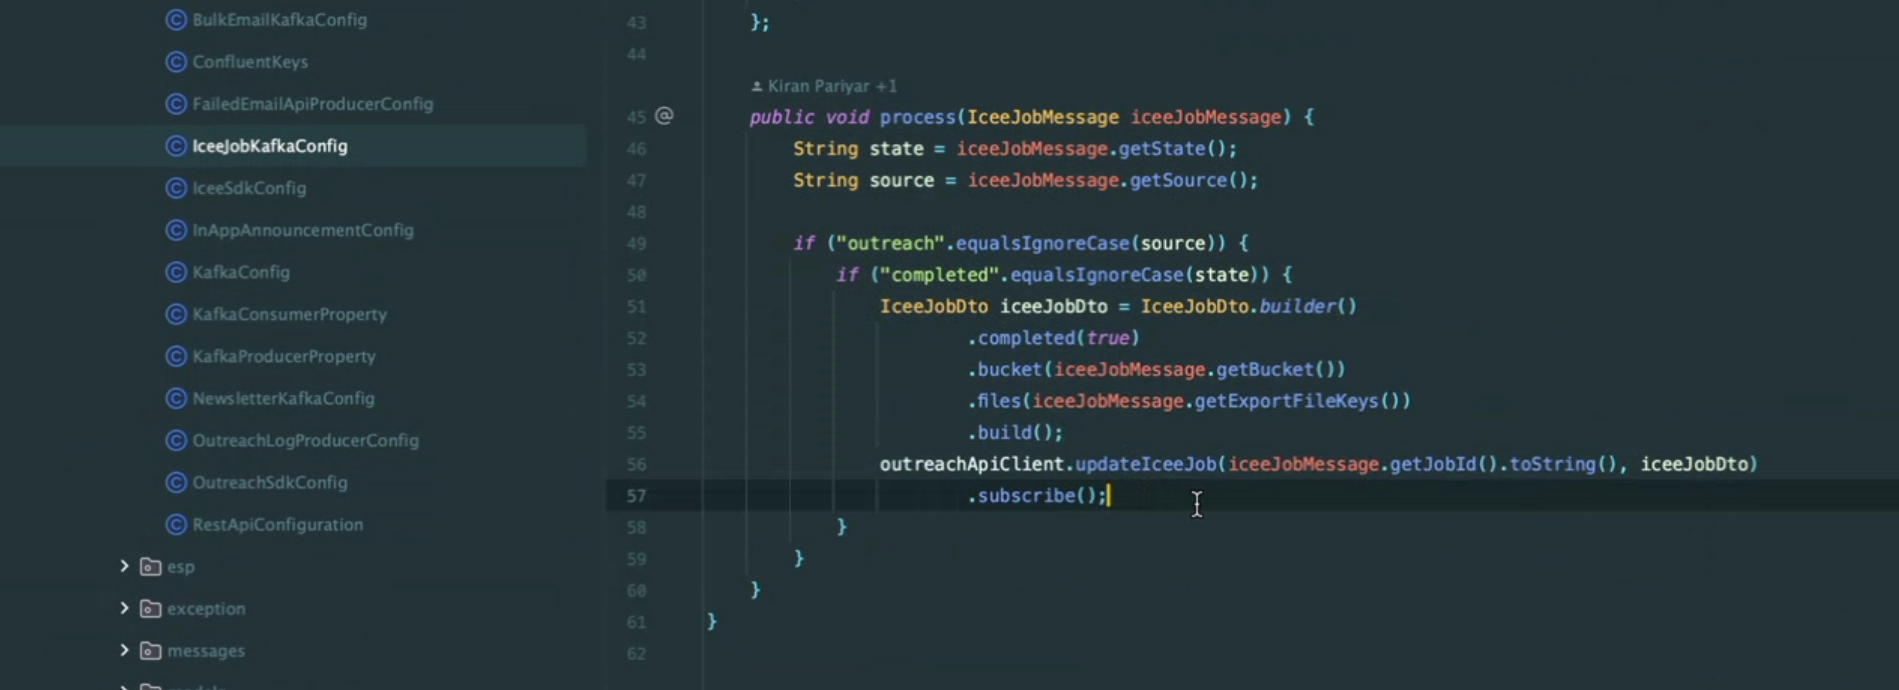 BulkEmailKafkaConfig
ConfluentKeys
FailedEmailApiProducerConfig
IceeJobKafkaConfig
IceeSdkConfig
InAppAnnouncementConfig
KafkaConfig
KafkaConsumerProperty
KafkaProducerProperty
NewsletterKafkaConfig
OutreachLogProducerConfig
OutreachSdkConfig
RestApiConfiguration
esp
exception
messages
43 };
44
Kiran Pariyar +1
45 @ public void process(IceeJobMessage iceeJobMessage) {
46 String state = iceeJobMessage.getState();
47 String source = iceeJobMessage.getSource();
48
49 if ("outreach".equalsIgnoreCase(source)) {
50 if ("completed".equalsIgnoreCase(state)) {
51 IceeJobDto iceeJobDto = IceeJobDto.builder()
52 .completed(true)
53 .bucket(iceeJobMessage.getBucket())
54 .files(iceeJobMessage.getExportFileKeys())
55 .build();
56 outreachApiClient.updateIceeJob(iceeJobMessage.getJobId().toString(), iceeJobDto)
57 .subscribe();
58 }
59 }
60 }
61 }
62